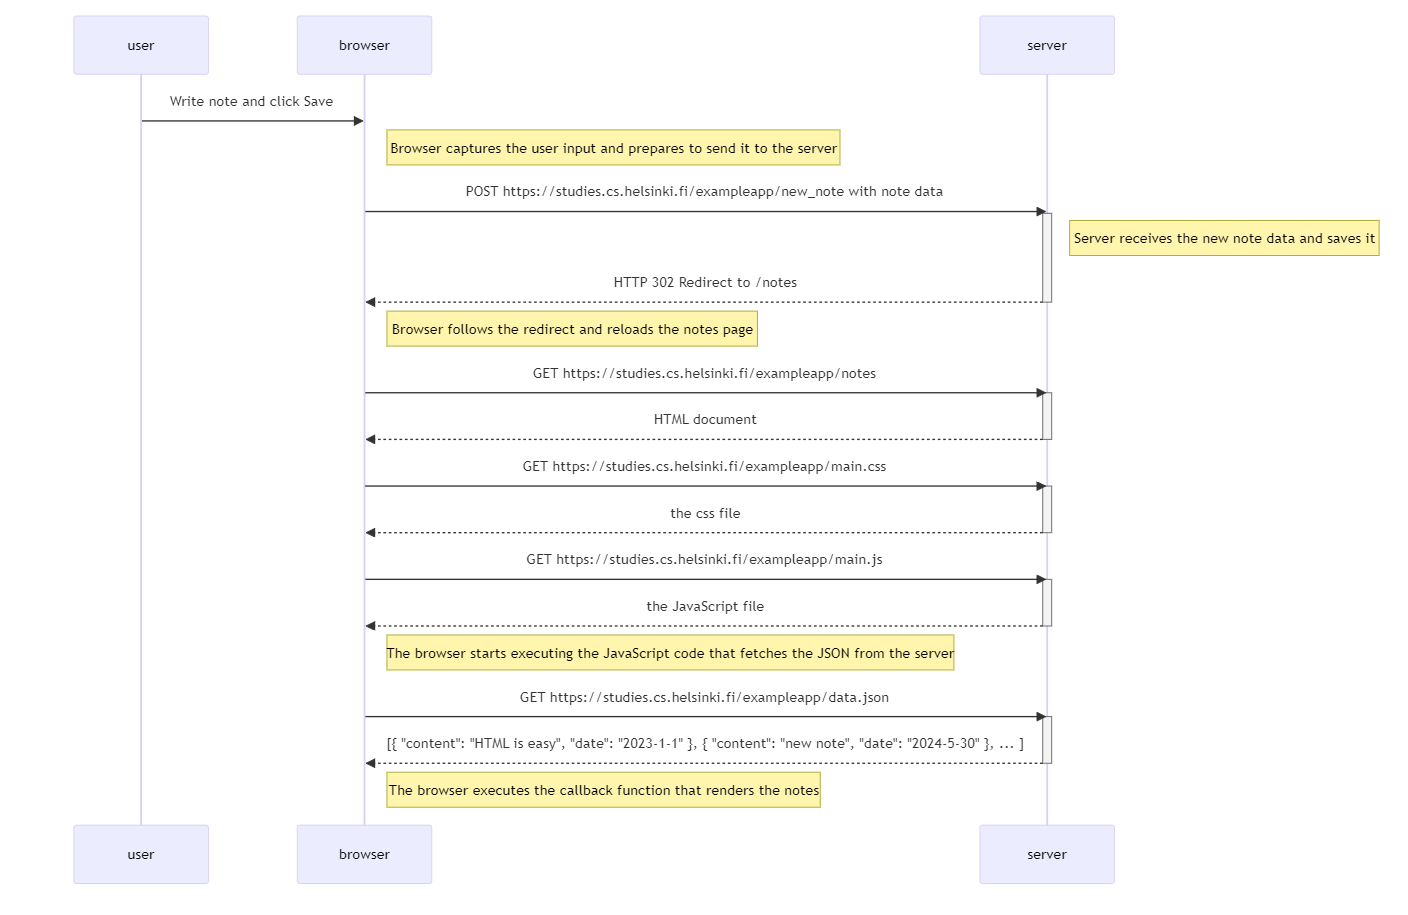 user
browser
server
Write note and click Save
Browser captures the user input and prepares to send it to the server
POST https://studies.cs.helsinki.fi/exampleapp/new_note with note data
Server receives the new note data and saves it
HTTP 302 Redirect to /notes
Browser follows the redirect and reloads the notes page
GET https://studies.cs.helsinki.fi/exampleapp/notes
HTML document
GET https://studies.cs.helsinki.fi/exampleapp/main.css
the css file
GET https://studies.cs.helsinki.fi/exampleapp/main.js
the JavaScript file
The browser starts executing the JavaScript code that fetches the JSON from the server
GET https://studies.cs.helsinki.fi/exampleapp/data.json
[{ "content": "HTML is easy", "date": "2023-1-1" }, { "content": "new note", "date": "2024-5-30" }, ... ]
The browser executes the callback function that renders the notes
user
browser
server